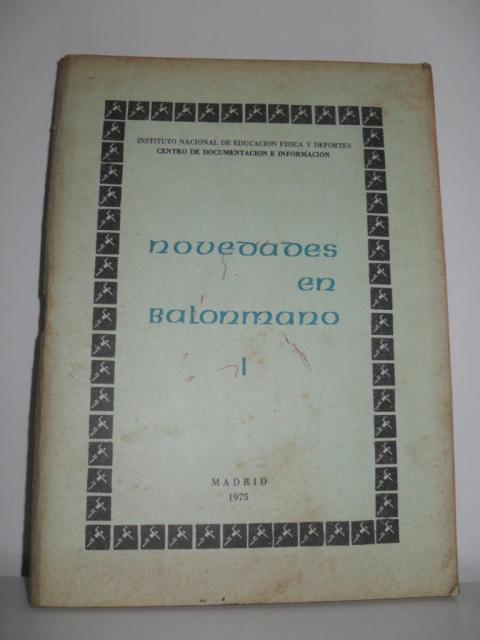 INSTITUTO NACIONAL DE EDUCACION FISICA Y DEPORTES
CENTRO DE DOCUMENTACION E INFORMACION
novedades
en
Balonmano
I
MADRID
1975